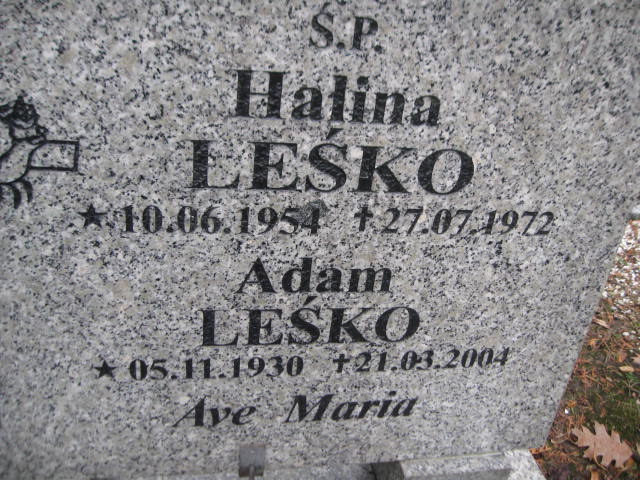 Ś.P.
Halina
LEŚKO
★ 10.06.1954 ✝ 27.07.1972
Adam
LEŚKO
★ 05.11.1930 ✝ 21.03.2004
Ave Maria